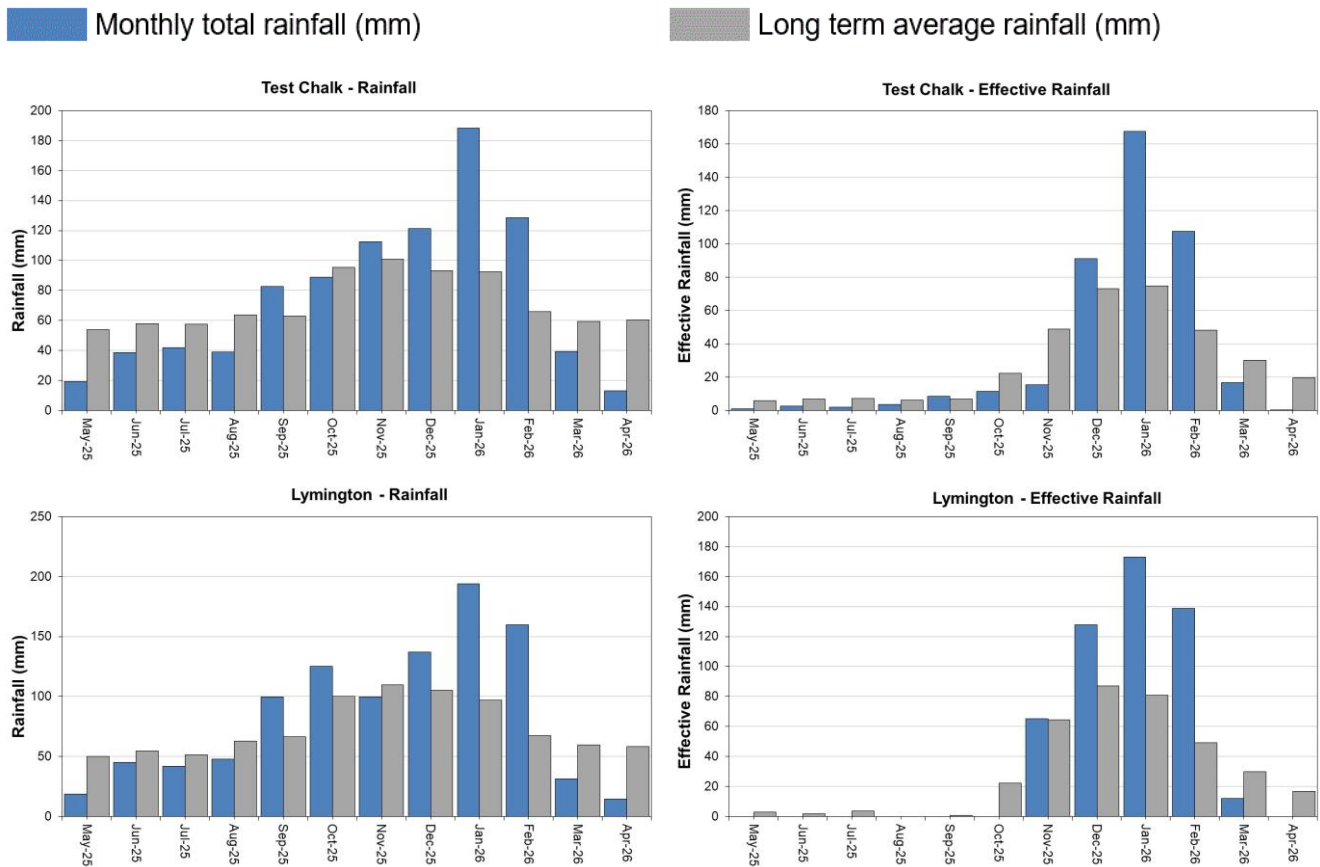 Monthly total rainfall (mm)
Long term average rainfall (mm)
Test Chalk - Rainfall
Rainfall (mm)
200
180
160
140
120
100
80
60
40
20
0
May-25
Jun-25
Jul-25
Aug-25
Sep-25
Oct-25
Nov-25
Dec-25
Jan-26
Feb-26
Mar-26
Apr-26
Test Chalk - Effective Rainfall
Effective Rainfall (mm)
180
160
140
120
100
80
60
40
20
0
May-25
Jun-25
Jul-25
Aug-25
Sep-25
Oct-25
Nov-25
Dec-25
Jan-26
Feb-26
Mar-26
Apr-26
Lymington - Rainfall
Rainfall (mm)
250
200
150
100
50
0
May-25
Jun-25
Jul-25
Aug-25
Sep-25
Oct-25
Nov-25
Dec-25
Jan-26
Feb-26
Mar-26
Apr-26
Lymington - Effective Rainfall
Effective Rainfall (mm)
200
180
160
140
120
100
80
60
40
20
0
May-25
Jun-25
Jul-25
Aug-25
Sep-25
Oct-25
Nov-25
Dec-25
Jan-26
Feb-26
Mar-26
Apr-26